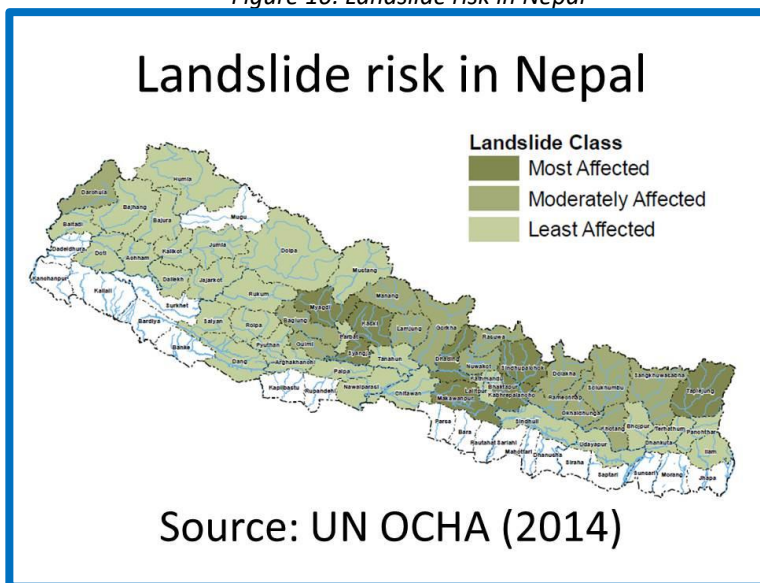 Figure 16: Landslide risk in Nepal
Landslide risk in Nepal
Landslide Class
Most Affected
Moderately Affected
Least Affected
Humla
Darchula
Bajhang
Mugu
Bajura
Baitadi
Dadeldhura
Doti
Achham
Kalikot
Jumla
Dolpa
Mustang
Kanchanpur
Kailali
Dailekh
Jajarkot
Surkhet
Rukum
Manang
Myagdi
Bardiya
Salyan
Rolpa
Baglung
Kaski
Lamjung
Gorkha
Parbat
Rasuwa
Banke
Pyuthan
Gulmi
Syangja
Dhading
Sindhupalchok
Dang
Arghakhanchi
Tanahun
Nuwakot
Kathmandu
Dolakha
Sankhuwasabha
Palpa
Bhaktapur
Lalitpur
Ramechhap
Solukhumbu
Taplejung
Kapilbastu
Rupandehi
Nawalparasi
Chitawan
Makawanpur
Kabhrepalanchok
Okhaldhunga
Parsa
Sindhuli
Khotang
Bhojpur
Terhathum
Panchthar
Bara
Rautahat
Sarlahi
Udayapur
Dhankuta
Ilam
Mahottari
Dhanusha
Siraha
Saptari
Sunsari
Morang
Jhapa
Source: UN OCHA (2014)